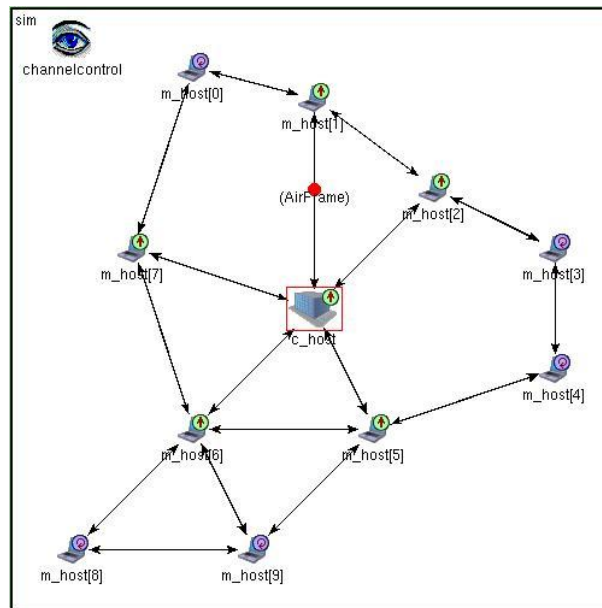 sim
channelcontrol
m_host[0]
m_host[1]
(AirFrame)
m_host[2]
m_host[7]
m_host[3]
c_host
m_host[4]
m_host[6]
m_host[5]
m_host[8]
m_host[9]